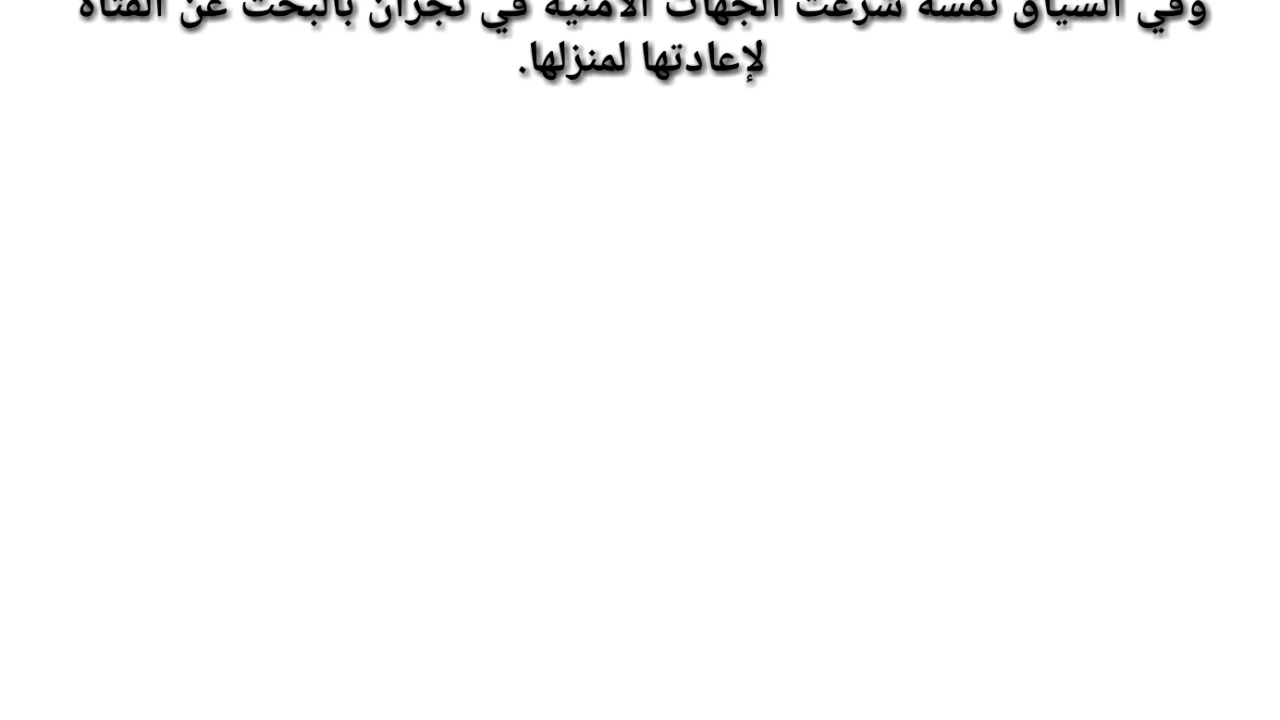 وفي السياق نفسه شرعت الجهات الأمنية في نجران بالبحث عن الفتاة
لإعادتها لمنزلها.